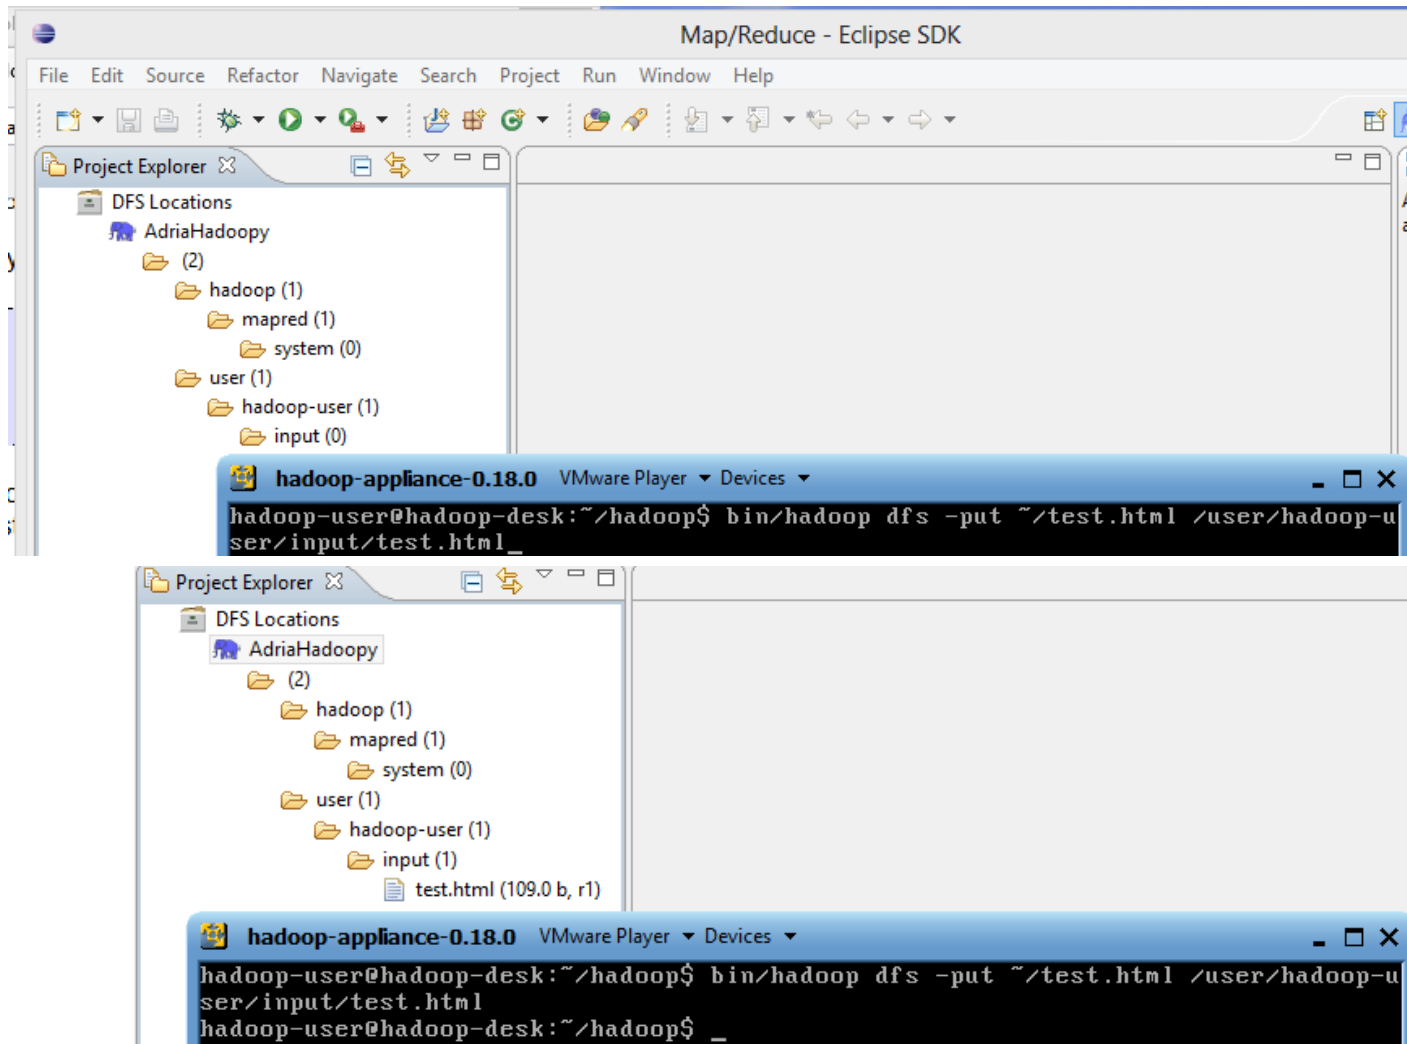 Map/Reduce - Eclipse SDK
File Edit Source Refactor Navigate Search Project Run Window Help
Project Explorer
DFS Locations
AdriaHadoopy
(2)
hadoop (1)
mapred (1)
system (0)
user (1)
hadoop-user (1)
input (0)
hadoop-appliance-0.18.0 VMware Player Devices
hadoop-user@hadoop-desk:~/hadoop$ bin/hadoop dfs -put ~/test.html /user/hadoop-u
ser/input/test.html_
Project Explorer
DFS Locations
AdriaHadoopy
(2)
hadoop (1)
mapred (1)
system (0)
user (1)
hadoop-user (1)
input (1)
test.html (109.0 b, r1)
hadoop-appliance-0.18.0 VMware Player Devices
hadoop-user@hadoop-desk:~/hadoop$ bin/hadoop dfs -put ~/test.html /user/hadoop-u
ser/input/test.html
hadoop-user@hadoop-desk:~/hadoop$ _